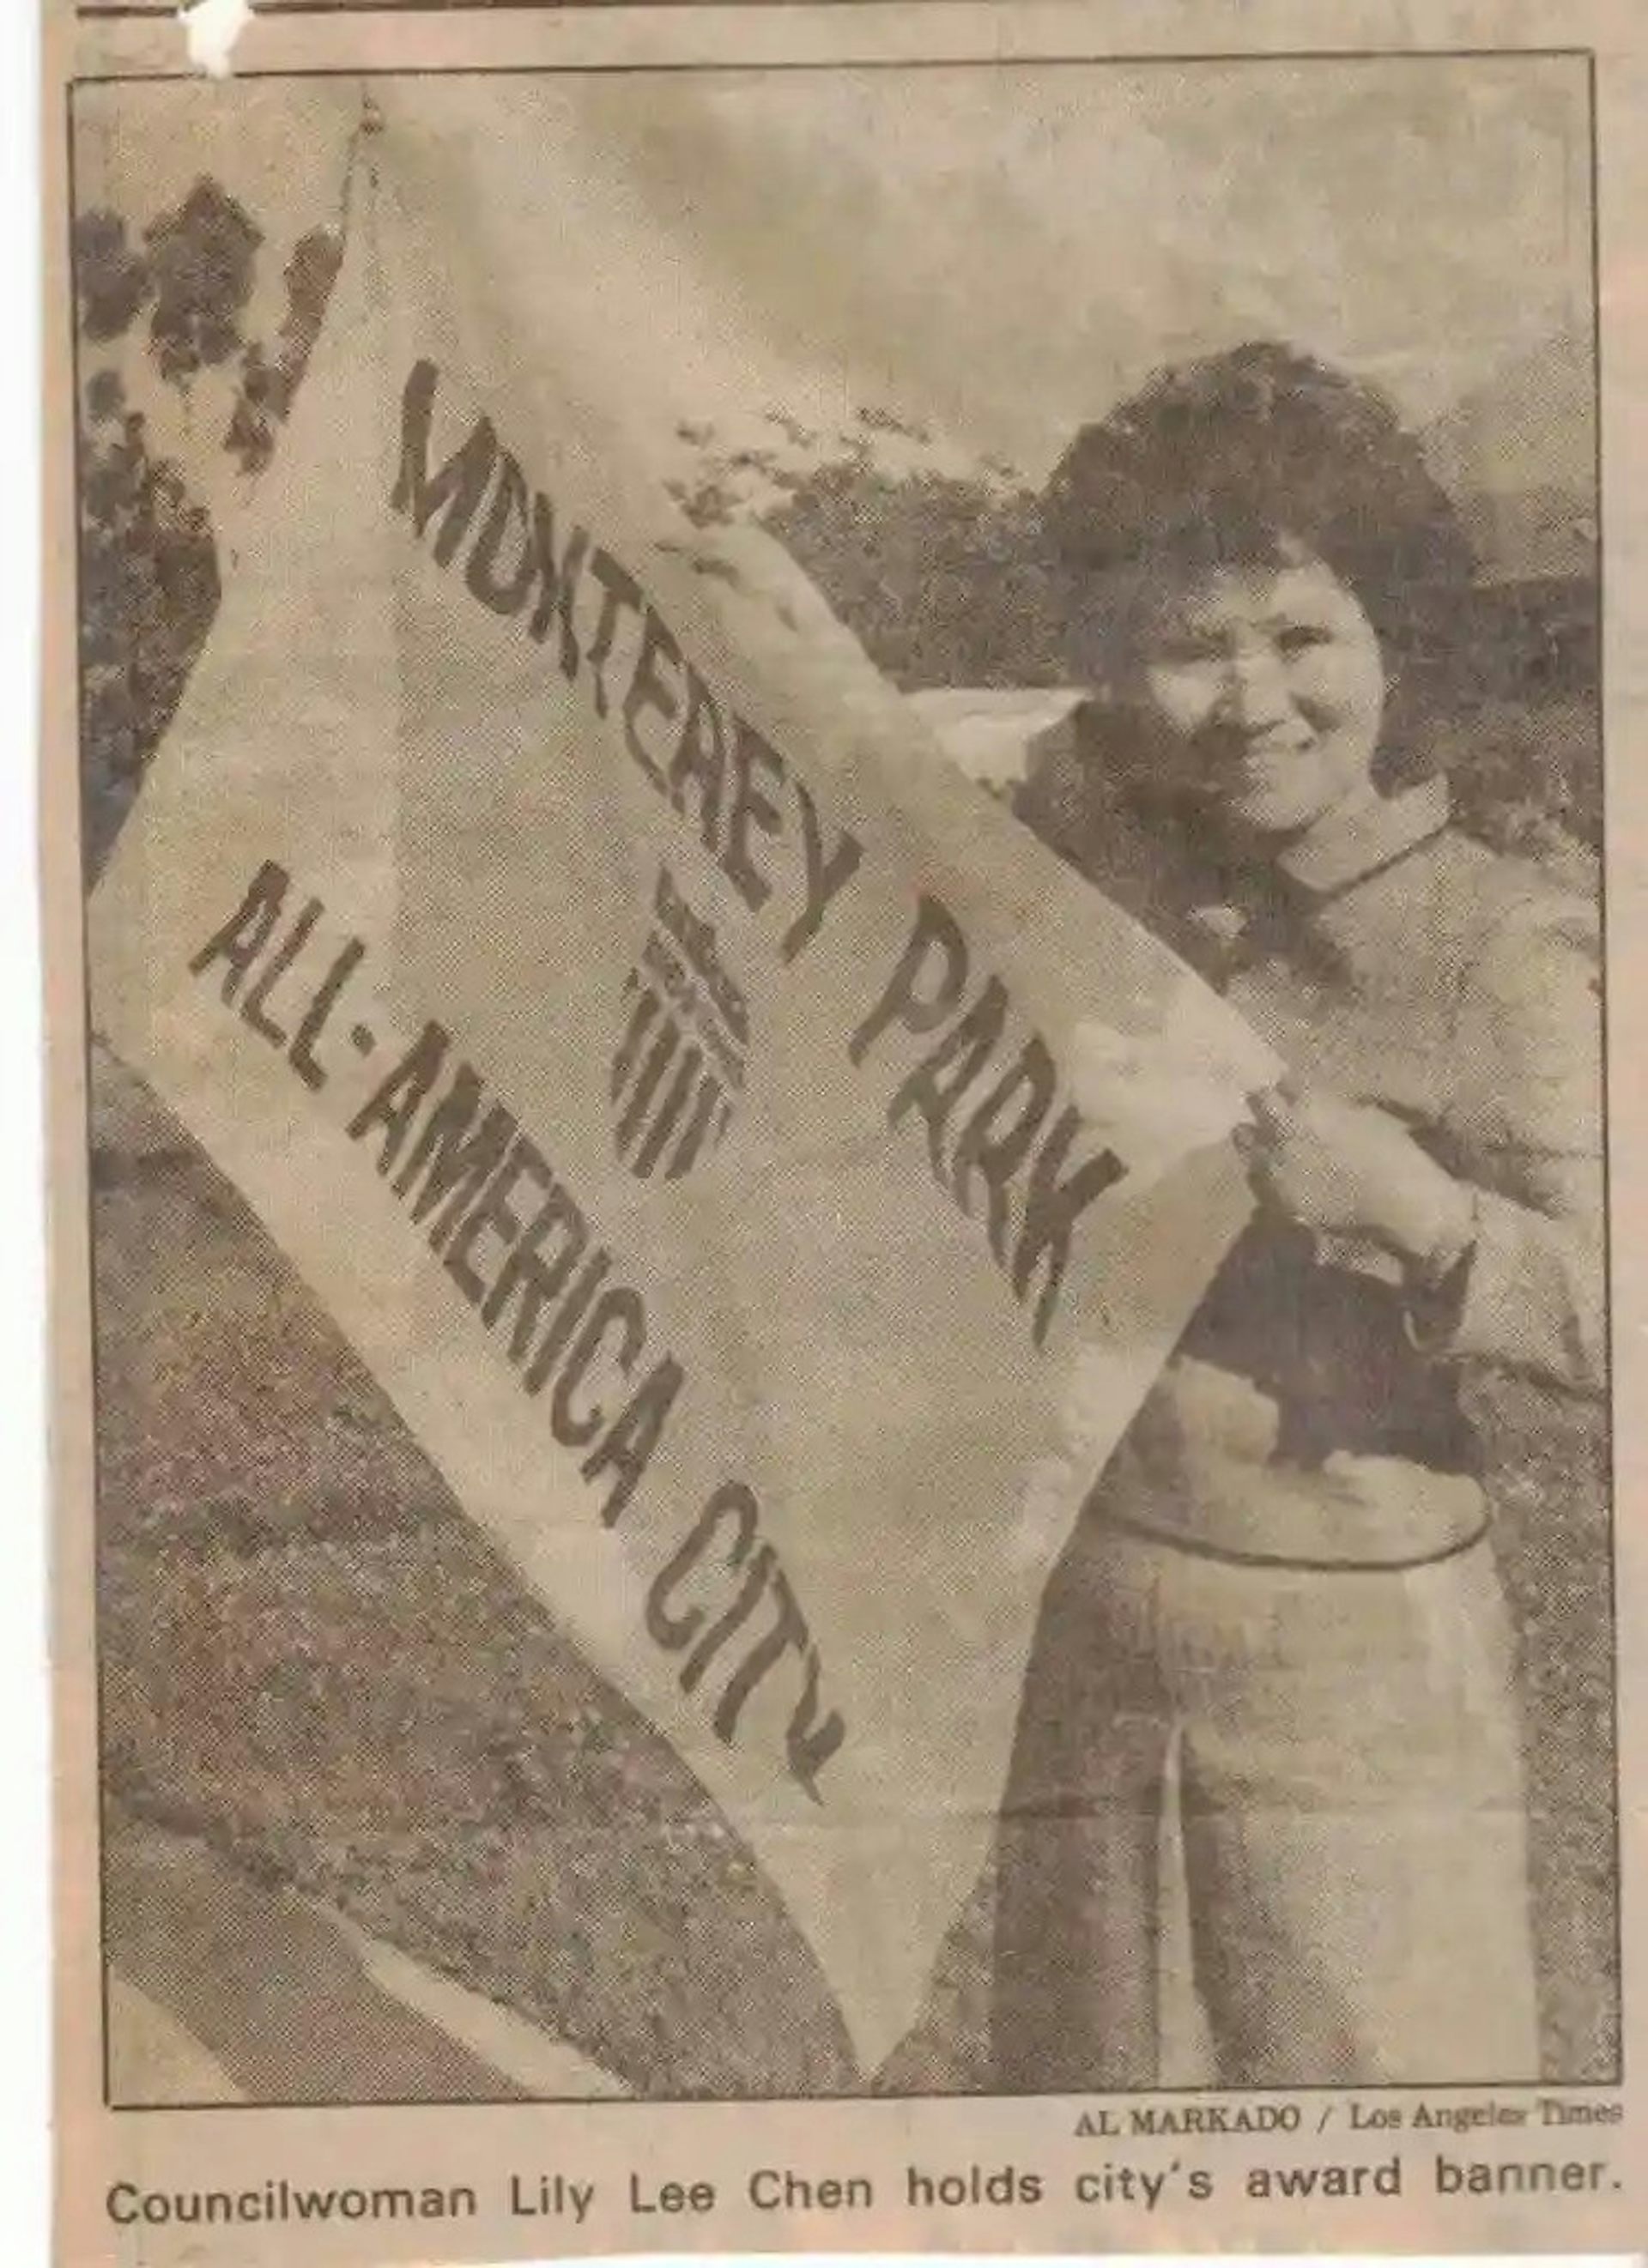 MONTEREY PARK
ALL-AMERICA CITY
AL MARKADO / Los Angeles Times
Councilwoman Lily Lee Chen holds city's award banner.